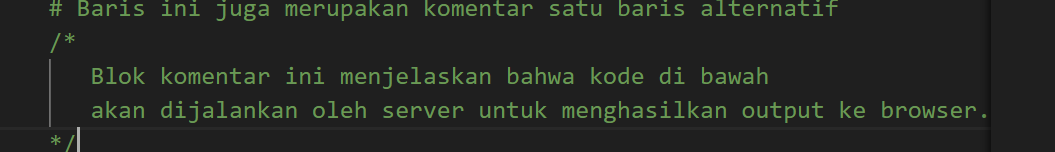 # Baris ini juga merupakan komentar satu baris alternatif
/*
Blok komentar ini menjelaskan bahwa kode di bawah
akan dijalankan oleh server untuk menghasilkan output ke browser.
*/